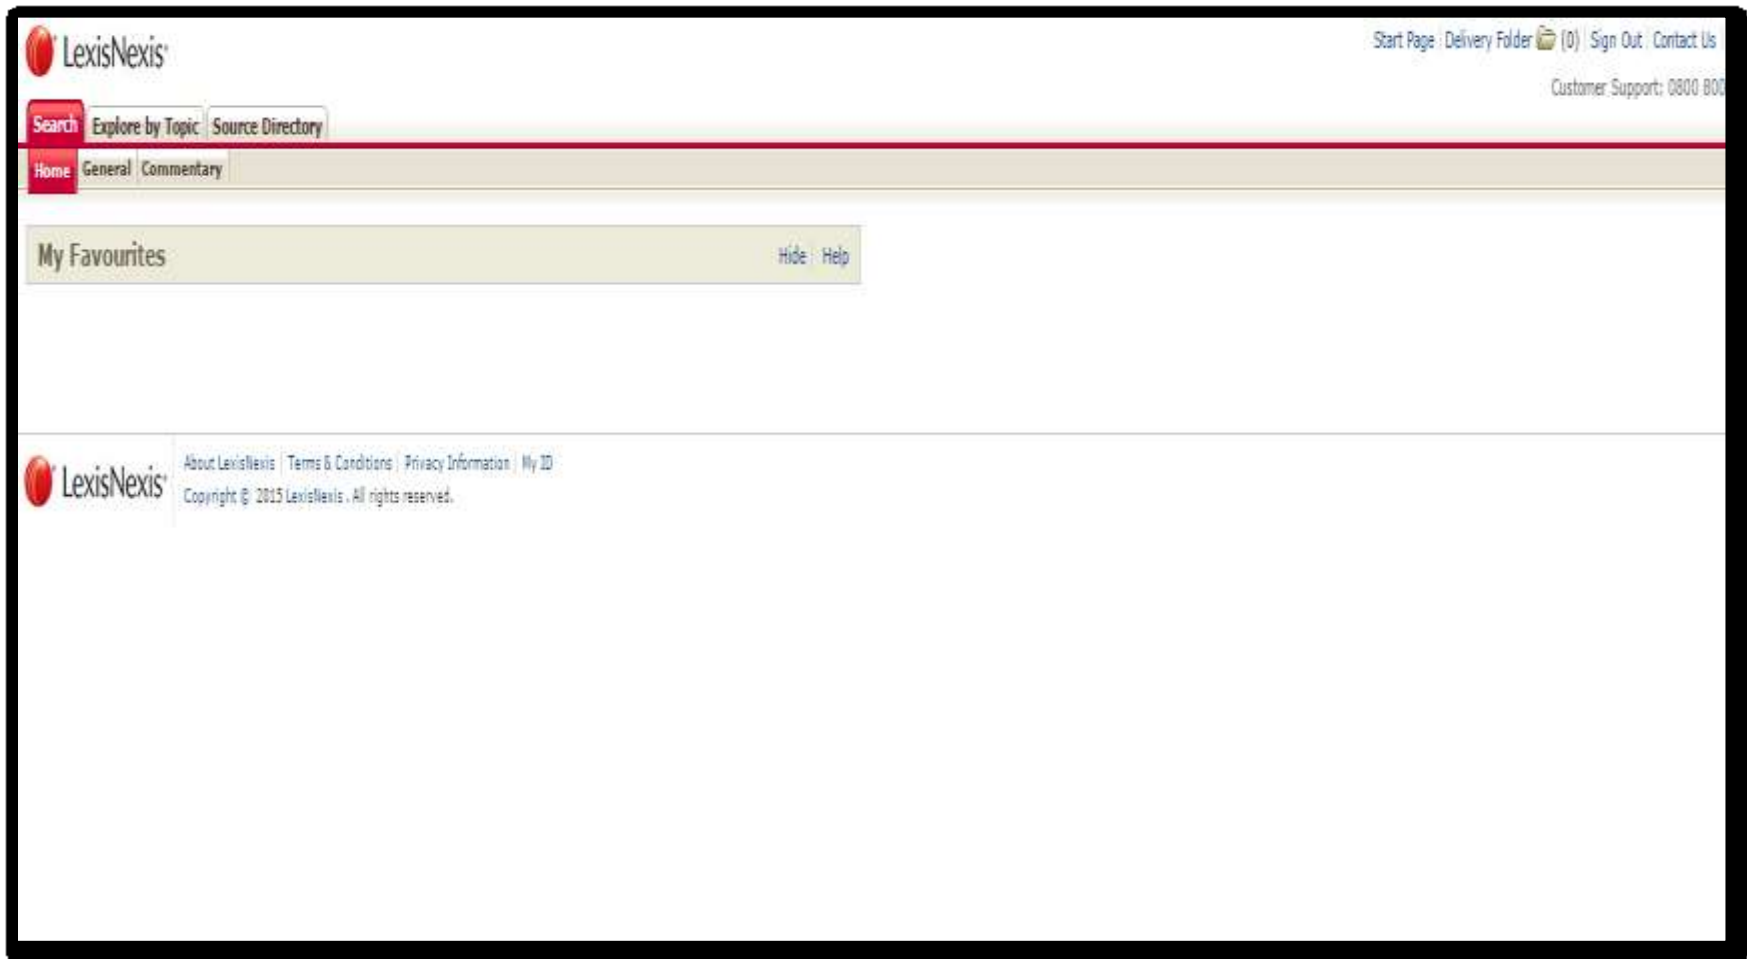 LexisNexis®
Start Page Delivery Folder (0) Sign Out Contact Us
Customer Support: 0800 800
Search Explore by Topic Source Directory
Home General Commentary
My Favourites Hide Help
LexisNexis®
About LexisNexis Terms & Conditions Privacy Information My ID
Copyright © 2015 LexisNexis . All rights reserved.